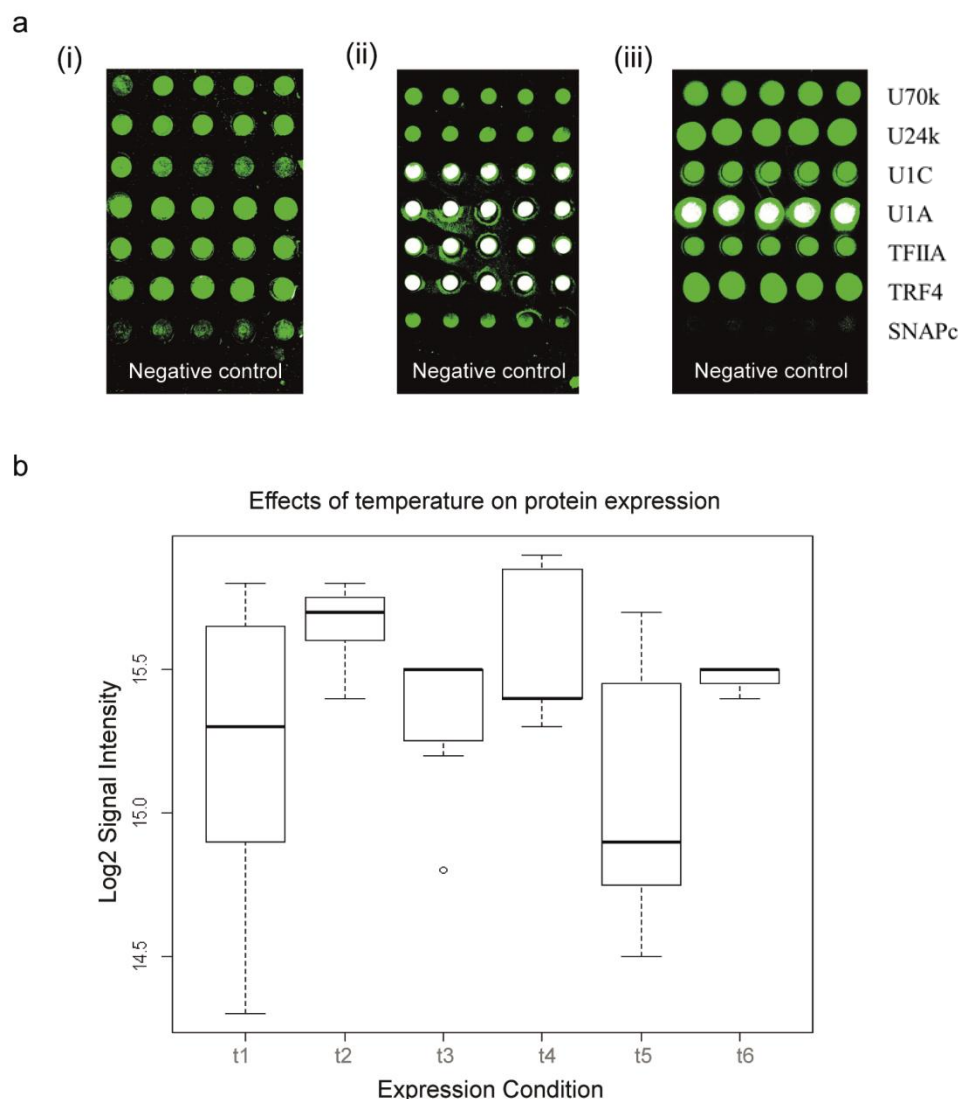 a
(i)
(ii)
(iii)
U70k
U24k
U1C
U1A
TFIIA
TRF4
SNAPc
Negative control
Negative control
Negative control
b
Effects of temperature on protein expression
Log2 Signal Intensity
15.5
15.0
14.5
t1 t2 t3 t4 t5 t6
Expression Condition